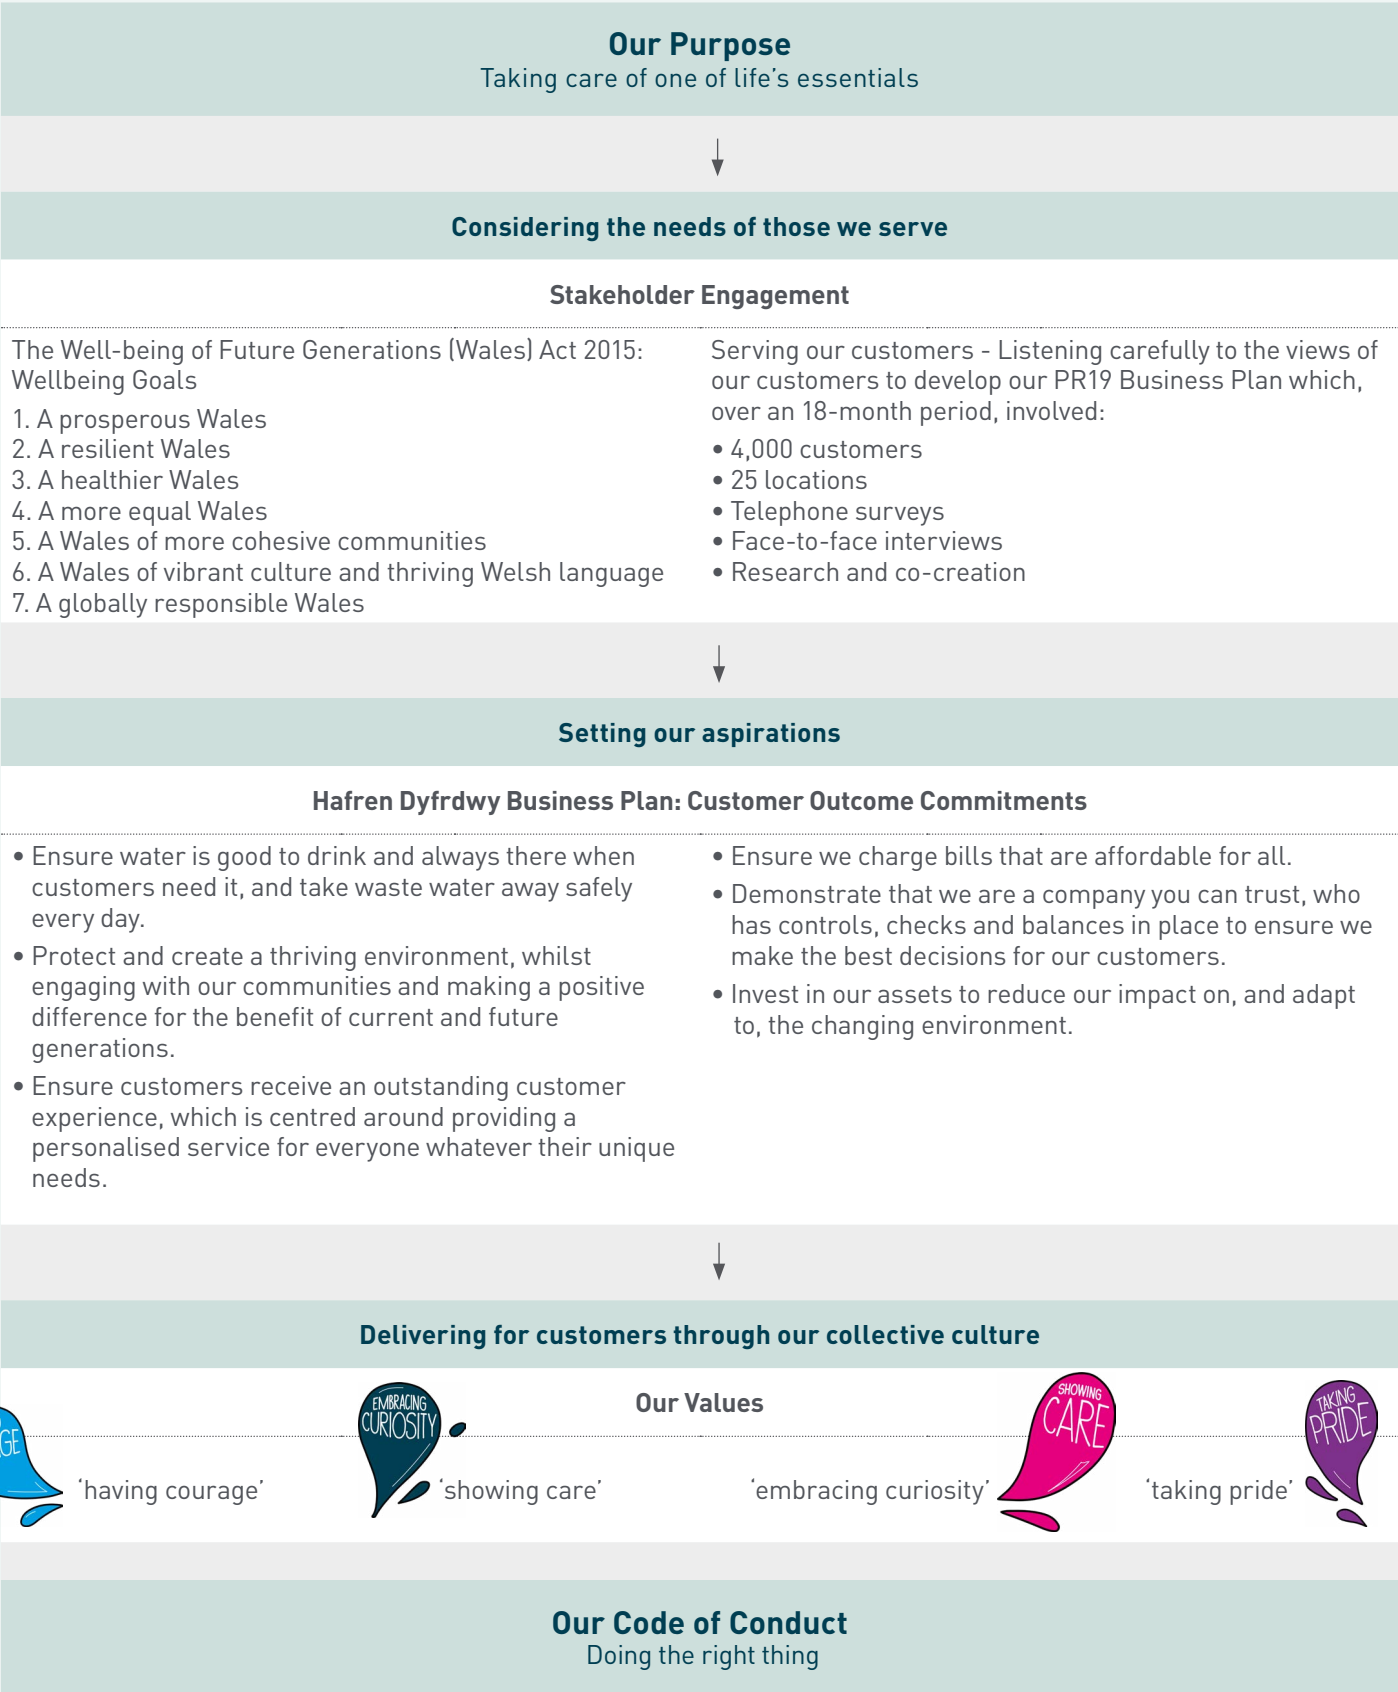 Our Purpose
Taking care of one of life's essentials
Considering the needs of those we serve
Stakeholder Engagement
The Well-being of Future Generations (Wales) Act 2015:
Wellbeing Goals
1. A prosperous Wales
2. A resilient Wales
3. A healthier Wales
4. A more equal Wales
5. A Wales of more cohesive communities
6. A Wales of vibrant culture and thriving Welsh language
7. A globally responsible Wales
Serving our customers - Listening carefully to the views of
our customers to develop our PR19 Business Plan which,
over an 18-month period, involved:
• 4,000 customers
• 25 locations
• Telephone surveys
• Face-to-face interviews
• Research and co-creation
Setting our aspirations
Hafren Dyfrdwy Business Plan: Customer Outcome Commitments
• Ensure water is good to drink and always there when
customers need it, and take waste water away safely
every day.
• Protect and create a thriving environment, whilst
engaging with our communities and making a positive
difference for the benefit of current and future
generations.
• Ensure customers receive an outstanding customer
experience, which is centred around providing a
personalised service for everyone whatever their unique
needs.
• Ensure we charge bills that are affordable for all.
• Demonstrate that we are a company you can trust, who
has controls, checks and balances in place to ensure we
make the best decisions for our customers.
• Invest in our assets to reduce our impact on, and adapt
to, the changing environment.
Delivering for customers through our collective culture
Our Values
GE
'having courage'
EMBRACING
CURIOSITY
'showing care'
'embracing curiosity'
SHOWING
CARE
'taking pride'
TAKING
PRIDE
Our Code of Conduct
Doing the right thing